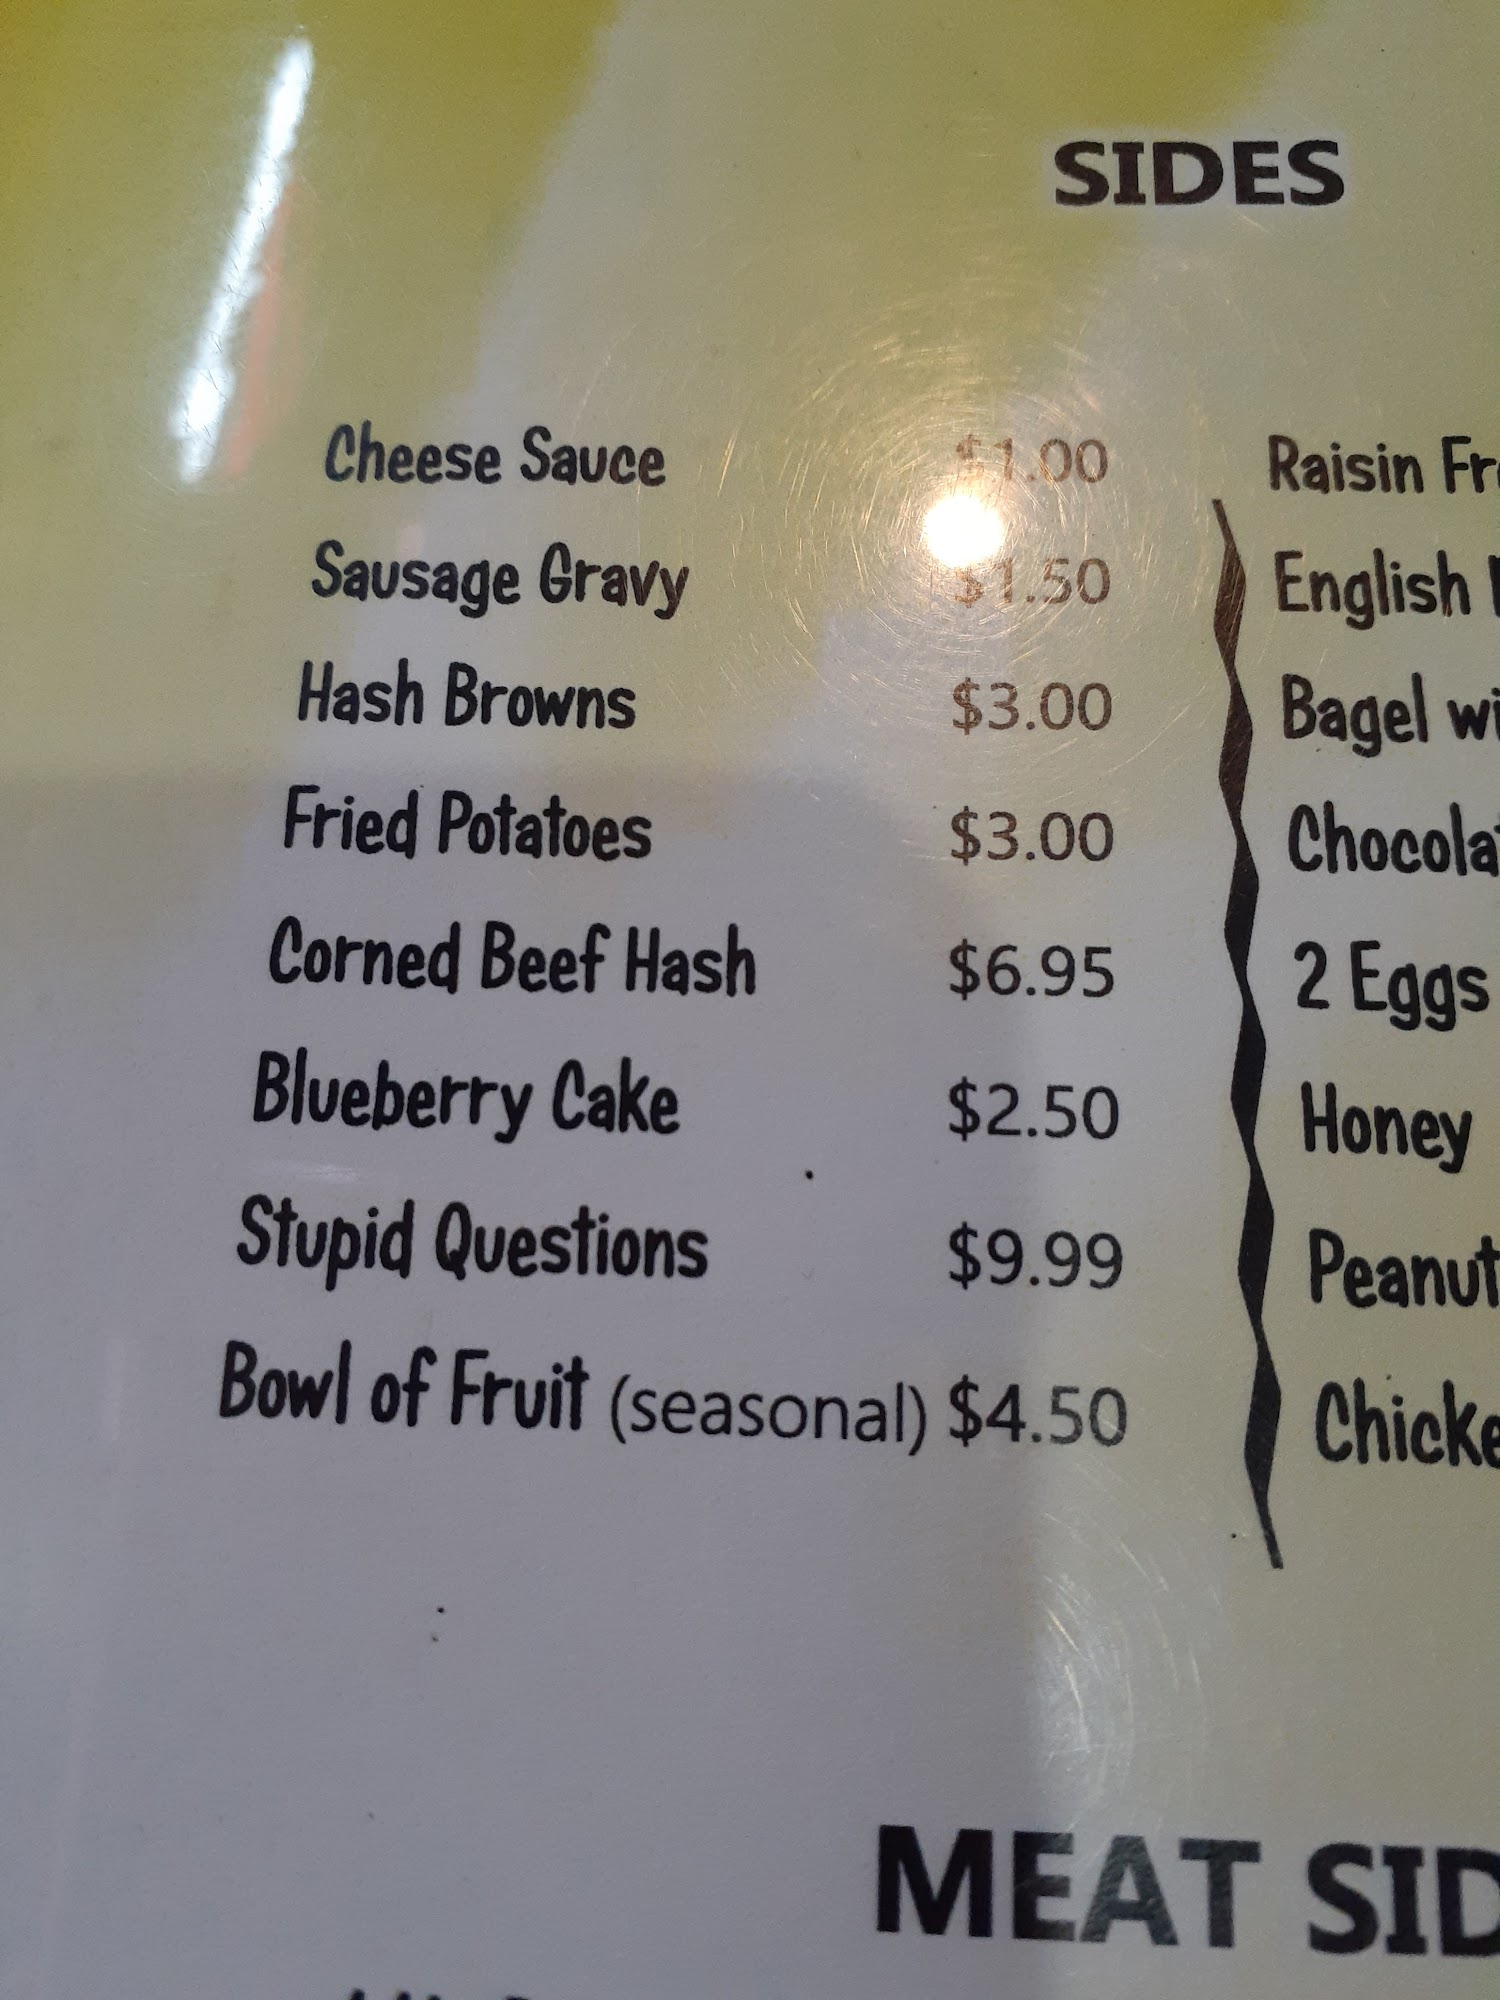 SIDES
Cheese Sauce $1.00
Sausage Gravy $1.50
Hash Browns $3.00
Fried Potatoes $3.00
Corned Beef Hash $6.95
Blueberry Cake $2.50
Stupid Questions $9.99
Bowl of Fruit (seasonal) $4.50
Raisin
English
Bagel
2 Eggs
Honey
MEAT